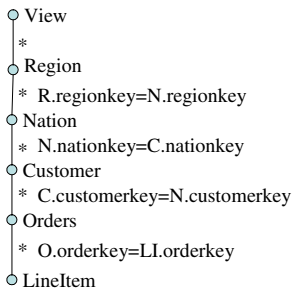 View
*
Region
* R.regionkey=N.regionkey
Nation
* N.nationkey=C.nationkey
Customer
* C.customerkey=N.customerkey
Orders
* O.orderkey=LI.orderkey
LineItem